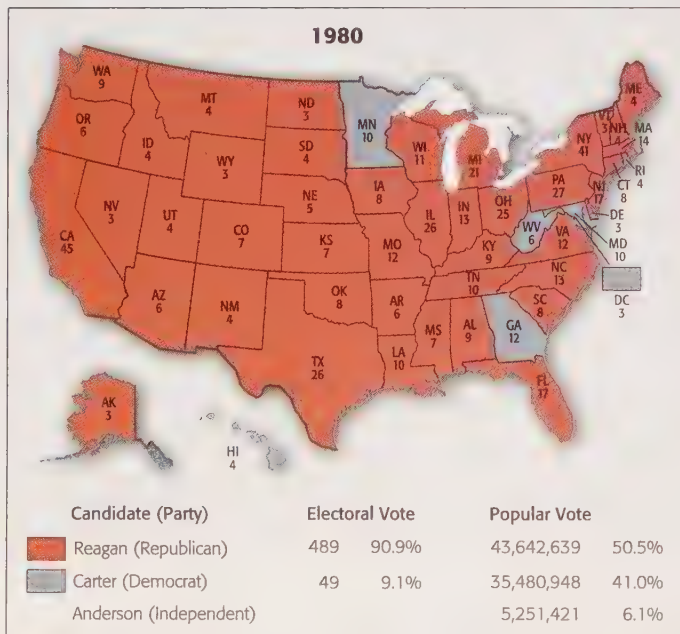 1980
WA
9
OR
6
CA
45
NV
3
ID
4
MT
4
WY
3
UT
4
CO
7
AZ
6
NM
4
ND
3
SD
4
NE
5
KS
7
OK
8
TX
26
MN
10
IA
8
MO
12
AR
6
LA
10
WI
11
IL
26
MI
21
IN
13
OH
25
KY
9
TN
10
MS
7
AL
9
GA
12
FL
17
SC
8
NC
13
VA
12
WV
6
PA
27
NY
41
VT
3
NH
4
ME
4
MA
14
RI
4
CT
8
NJ
17
DE
3
MD
10
DC
3
AK
3
HI
4
Candidate (Party) Electoral Vote Popular Vote
Reagan (Republican) 489 90.9% 43,642,639 50.5%
Carter (Democrat) 49 9.1% 35,480,948 41.0%
Anderson (Independent) 5,251,421 6.1%